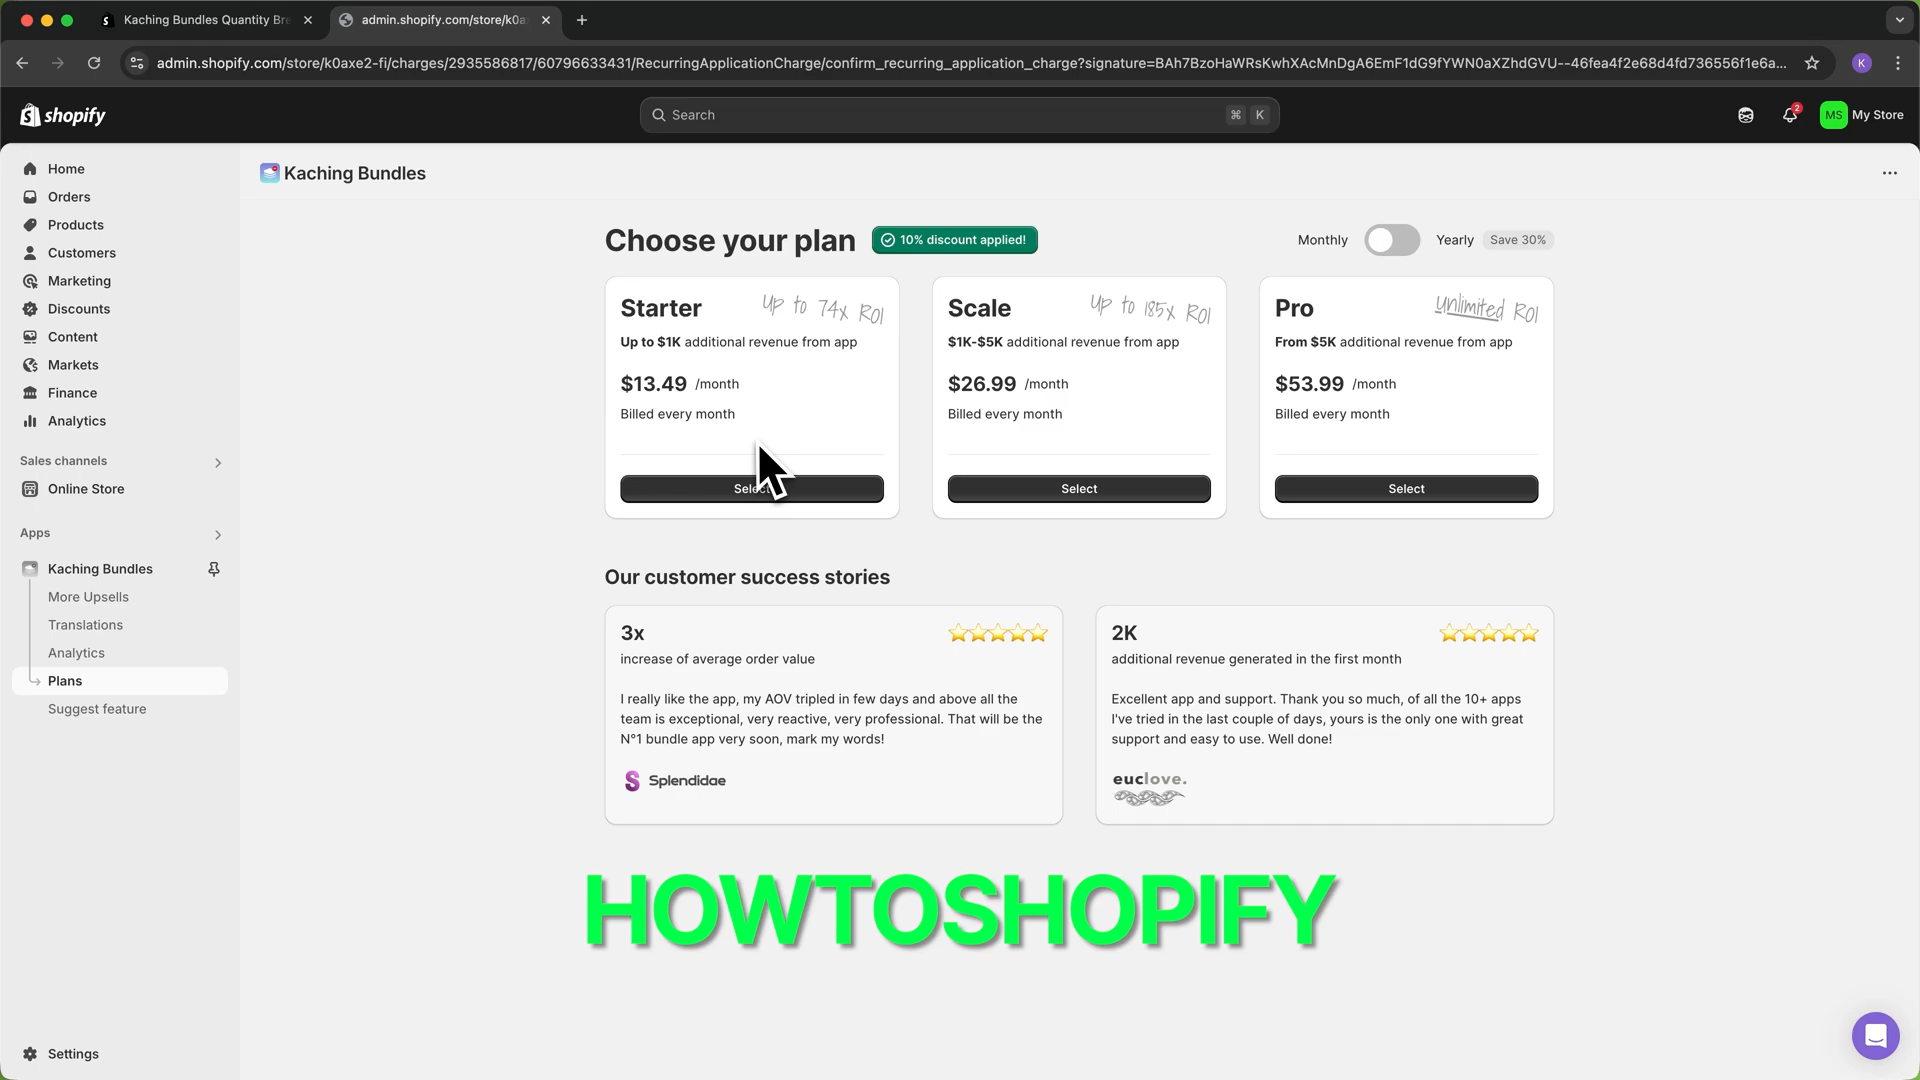 Kaching Bundles Quantity Bre
admin.shopify.com/store/k0a
admin.shopify.com/store/k0axe2-fi/charges/2935586817/60796633431/RecurringApplicationCharge/confirm_recurring_application_charge?signature=BAh7BzoHaWRsKwhXAcMnDgA6EmF1dG9fYWN0aXZhdGVU--46fea4f2e68d4fd736556f1e6a...
K
shopify
Search
⌘ K
2
MS My Store
Home
Orders
Products
Customers
Marketing
Discounts
Content
Markets
Finance
Analytics
Sales channels
Online Store
Apps
Kaching Bundles
More Upsells
Translations
Analytics
Plans
Suggest feature
Settings
Kaching Bundles
Choose your plan
10% discount applied!
Monthly
Yearly
Save 30%
Starter
Up to 74x ROI
Up to $1K additional revenue from app
$13.49 /month
Billed every month
Select
Scale
Up to 185x ROI
$1K-$5K additional revenue from app
$26.99 /month
Billed every month
Select
Pro
Unlimited ROI
From $5K additional revenue from app
$53.99 /month
Billed every month
Select
Our customer success stories
3x
increase of average order value
I really like the app, my AOV tripled in few days and above all the
team is exceptional, very reactive, very professional. That will be the
N°1 bundle app very soon, mark my words!
Splendidae
2K
additional revenue generated in the first month
Excellent app and support. Thank you so much, of all the 10+ apps
I've tried in the last couple of days, yours is the only one with great
support and easy to use. Well done!
euclove.
HOWTOSHOPIFY